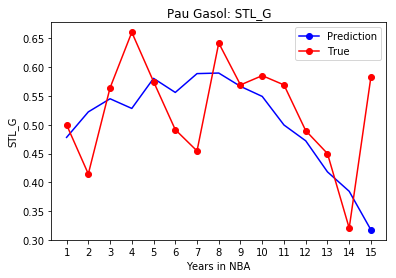 Pau Gasol: STL_G
Prediction
True
STL_G
0.65
0.60
0.55
0.50
0.45
0.40
0.35
0.30
1 2 3 4 5 6 7 8 9 10 11 12 13 14 15
Years in NBA